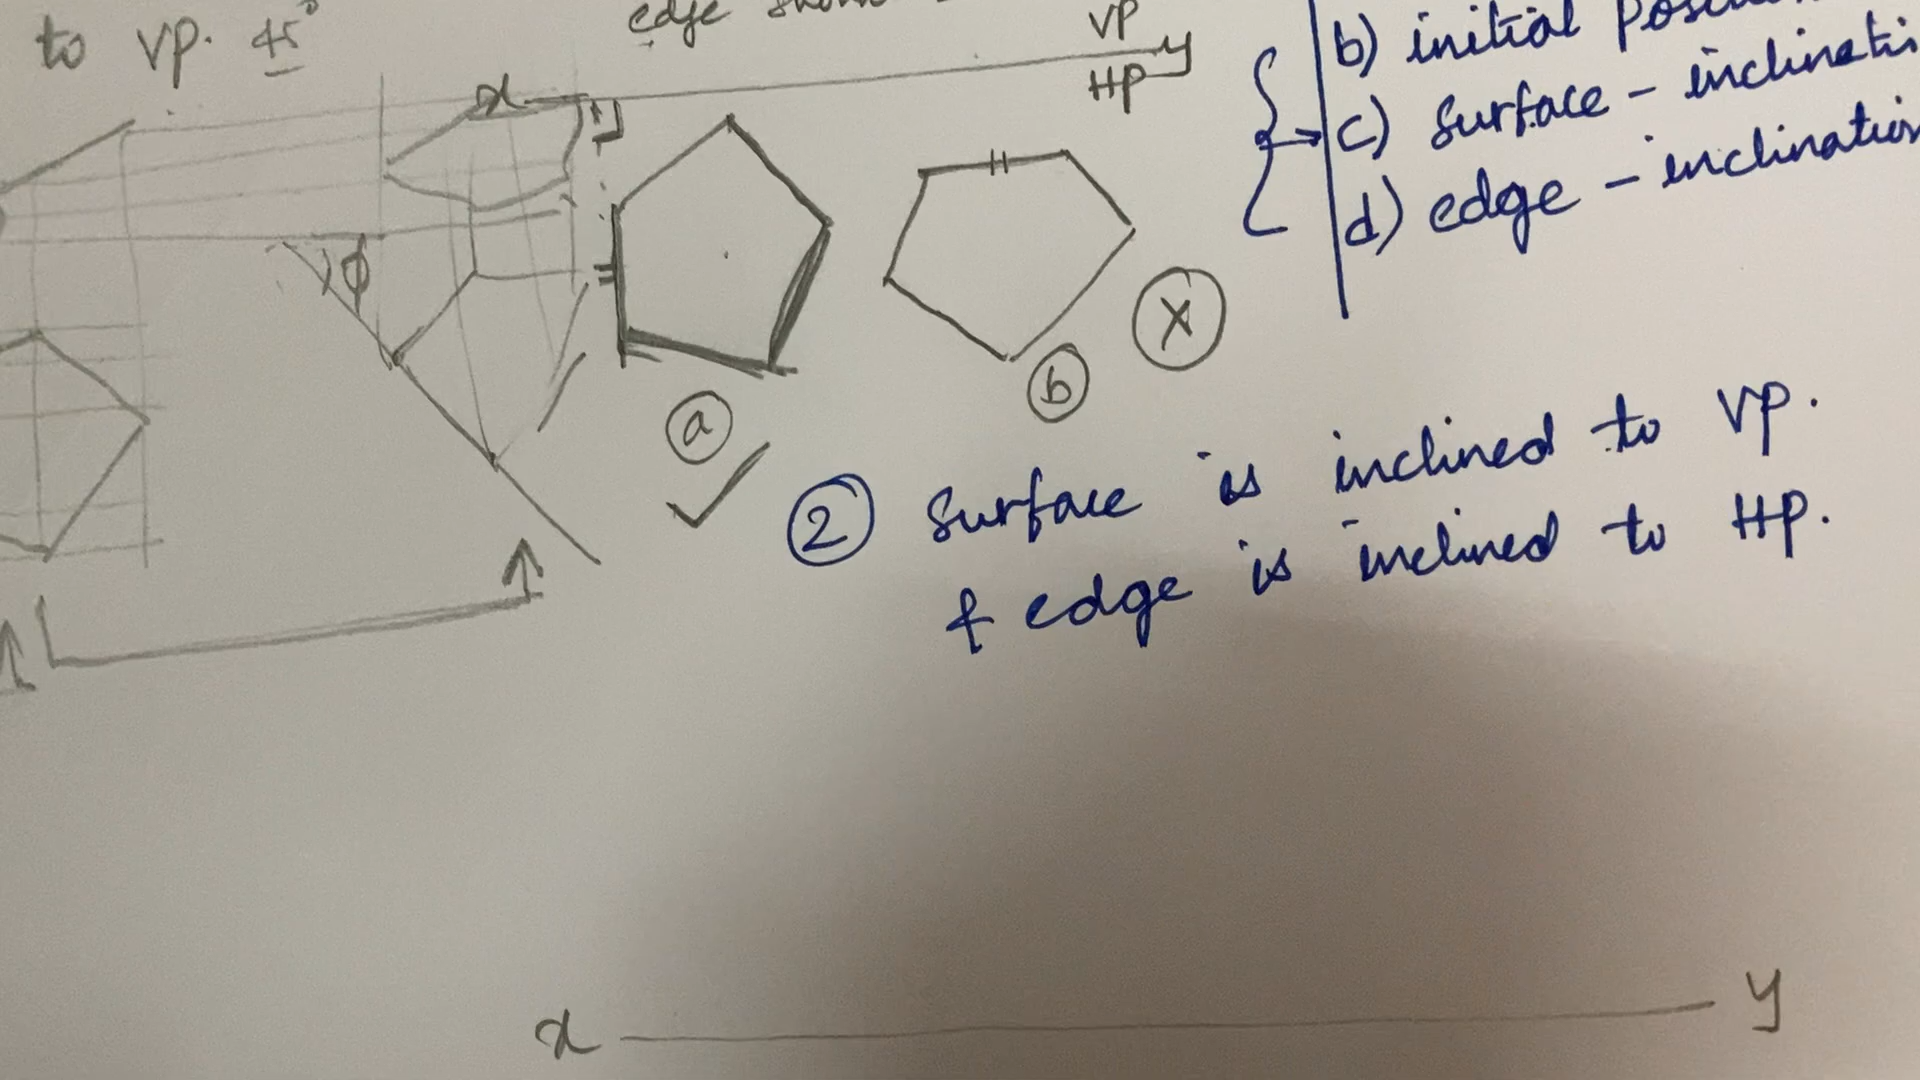 to VP. 45°
edge
VP
x y
HP
b) initial
c) surface - inclinati
d) edge - inclination
φ
a
b
X
② Surface is inclined to VP.
& edge is inclined to HP.
x y